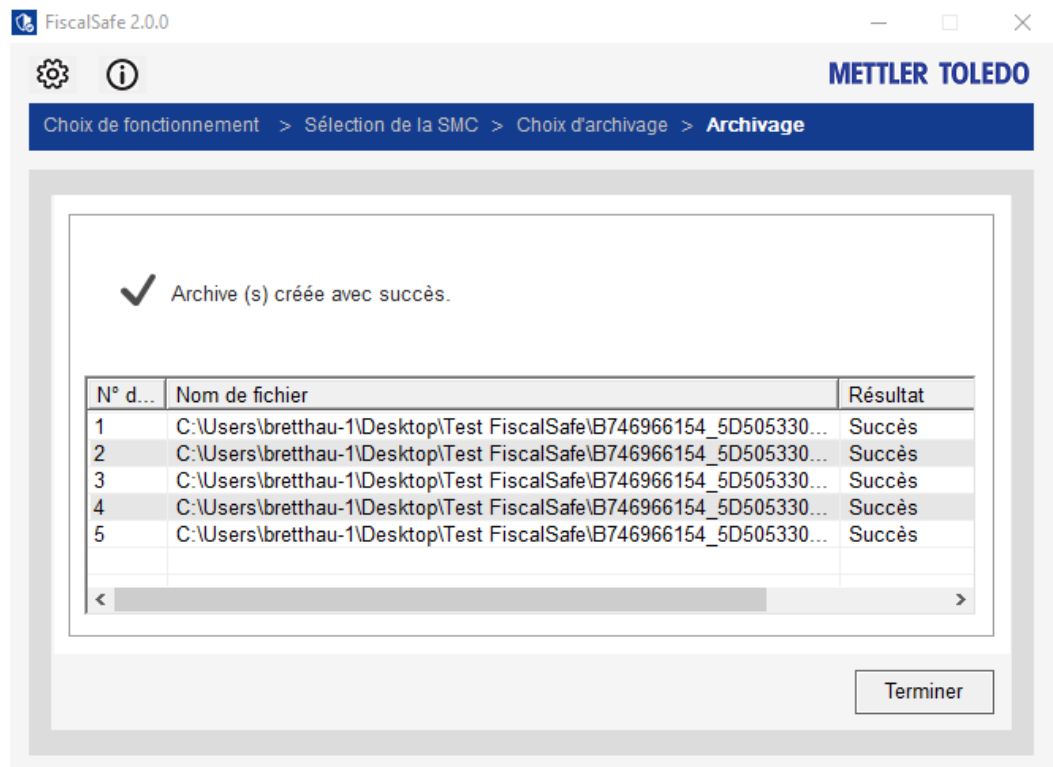 FiscalSafe 2.0.0
METTLER TOLEDO
Choix de fonctionnement > Sélection de la SMC > Choix d'archivage > Archivage
Archive (s) créée avec succès.
N° d... Nom de fichier Résultat
1 C:\Users\bretthau-1\Desktop\Test FiscalSafe\B746966154_5D505330... Succès
2 C:\Users\bretthau-1\Desktop\Test FiscalSafe\B746966154_5D505330... Succès
3 C:\Users\bretthau-1\Desktop\Test FiscalSafe\B746966154_5D505330... Succès
4 C:\Users\bretthau-1\Desktop\Test FiscalSafe\B746966154_5D505330... Succès
5 C:\Users\bretthau-1\Desktop\Test FiscalSafe\B746966154_5D505330... Succès
Terminer